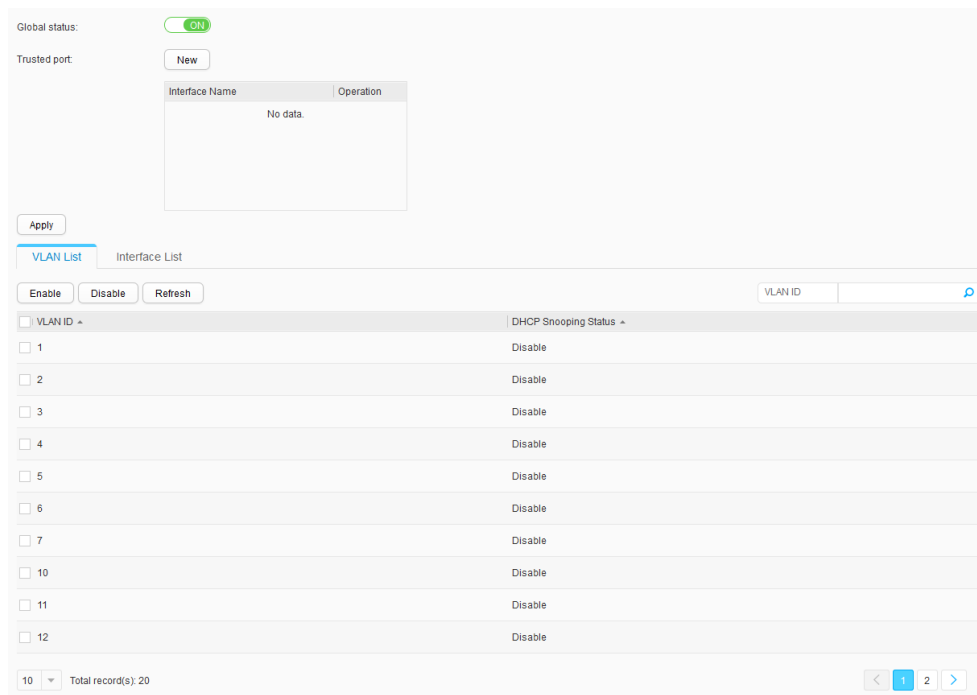 Global status: ON
Trusted port: New
Interface Name Operation
No data.
Apply
VLAN List Interface List
Enable Disable Refresh VLAN ID
VLAN ID DHCP Snooping Status
1 Disable
2 Disable
3 Disable
4 Disable
5 Disable
6 Disable
7 Disable
10 Disable
11 Disable
12 Disable
10 Total record(s): 20 < 1 2 >